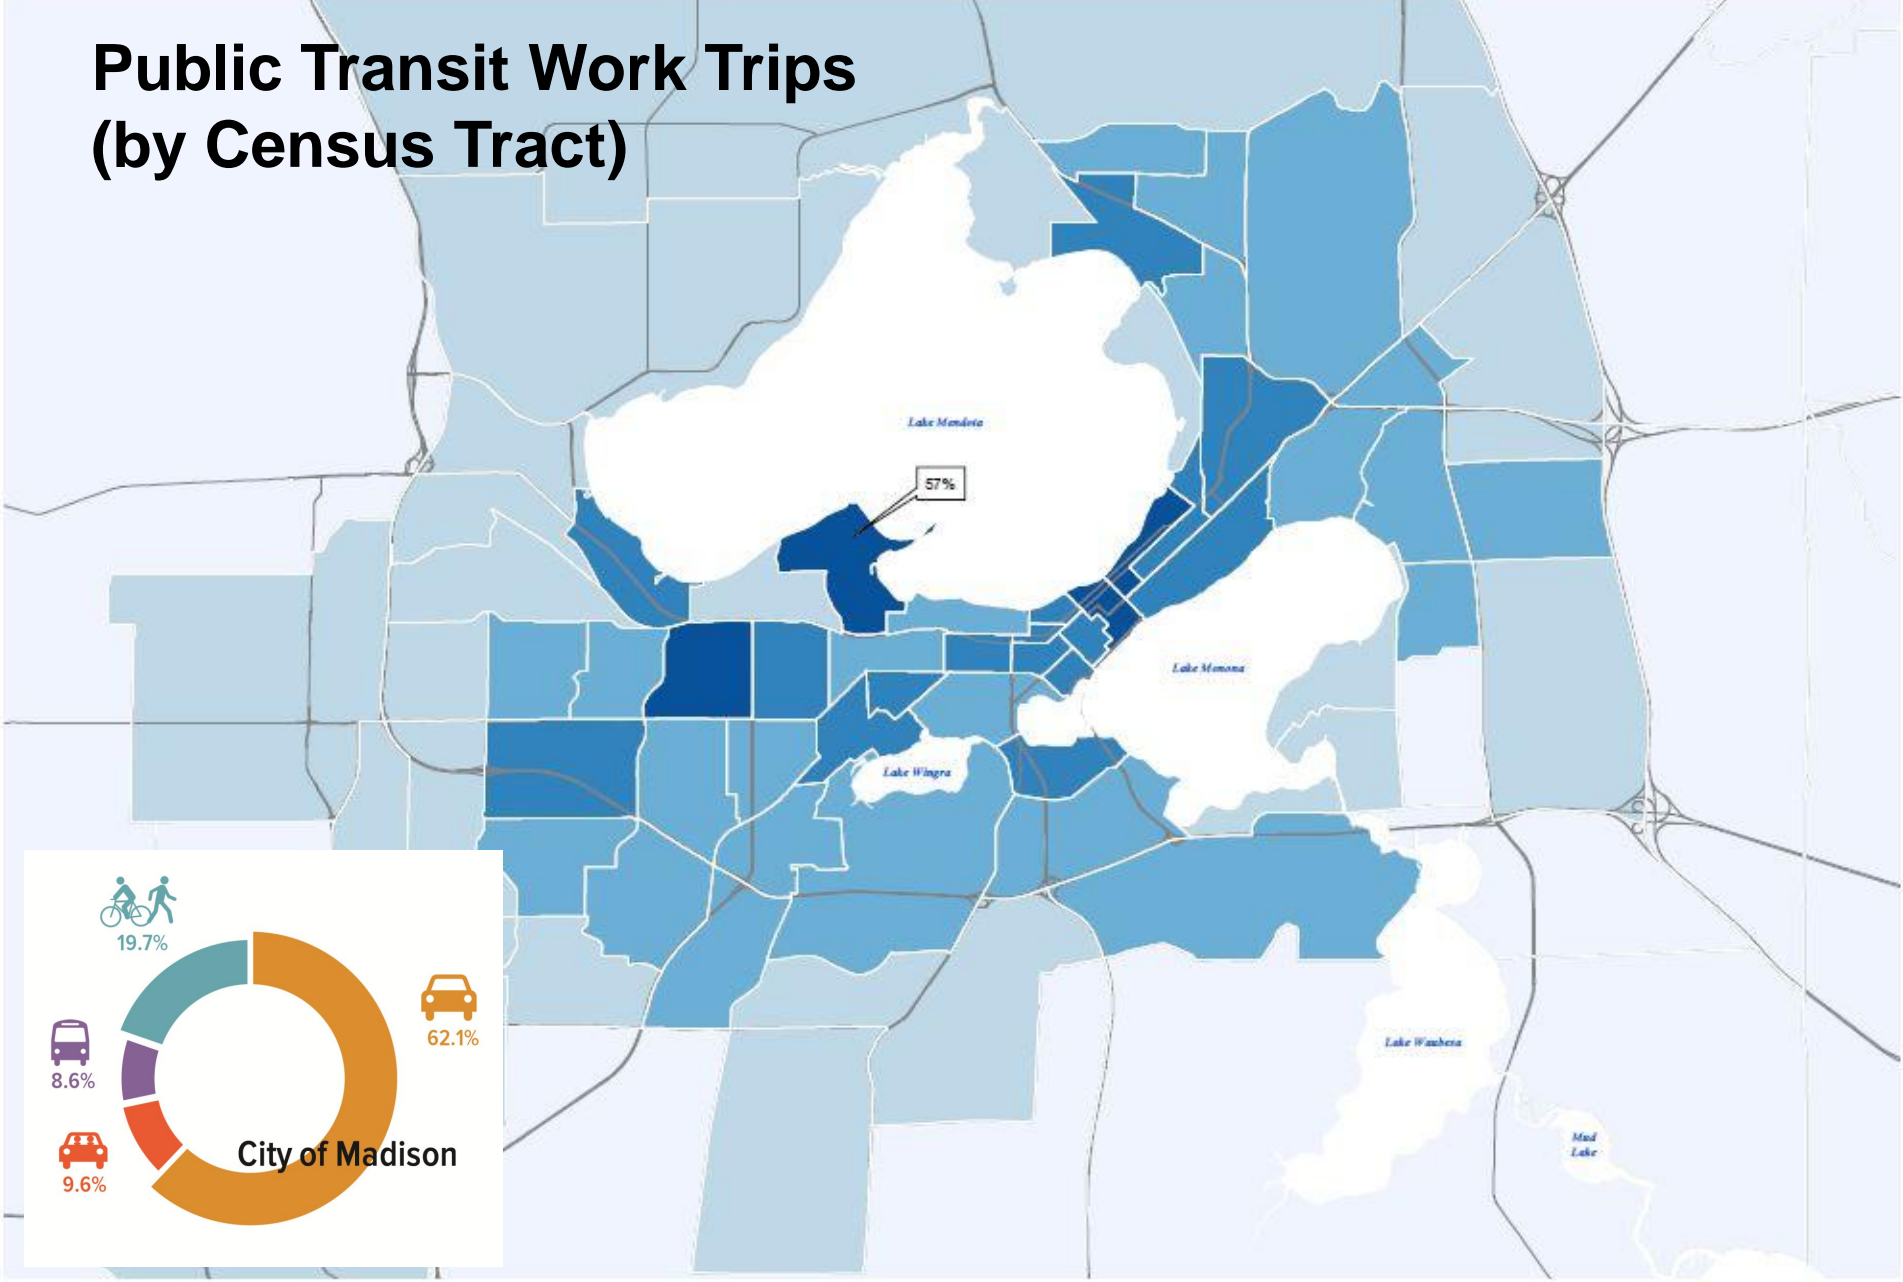 Public Transit Work Trips
(by Census Tract)
Lake Mendota
57%
Lake Monona
Lake Wingra
19.7%
62.1%
8.6%
City of Madison
9.6%
Lake Waubesa
Mud
Lake